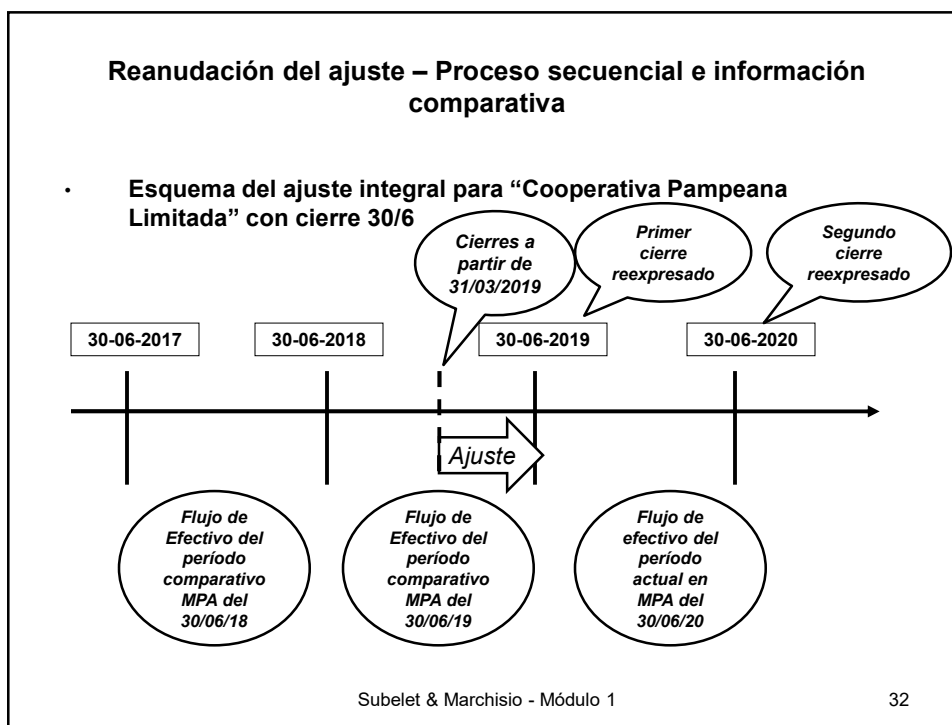 Reanudación del ajuste – Proceso secuencial e información
comparativa
• Esquema del ajuste integral para “Cooperativa Pampeana
Limitada” con cierre 30/6
Cierres a
partir de
31/03/2019
Primer
cierre
reexpresado
Segundo
cierre
reexpresado
30-06-2017
30-06-2018
30-06-2019
30-06-2020
Ajuste
Flujo de
Efectivo del
período
comparativo
MPA del
30/06/18
Flujo de
Efectivo del
período
comparativo
MPA del
30/06/19
Flujo de
efectivo del
período
actual en
MPA del
30/06/20
Subelet & Marchisio - Módulo 1
32